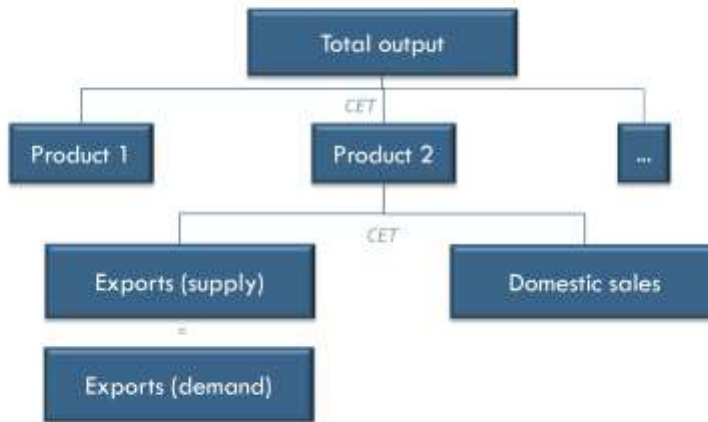 Total output
CET
Product 1
Product 2
...
CET
Exports (supply)
Domestic sales
=
Exports (demand)